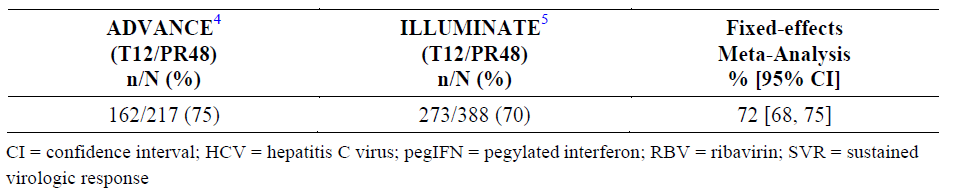 ADVANCE4 ILLUMINATE5 Fixed-effects
(T12/PR48) (T12/PR48) Meta-Analysis
n/N (%) n/N (%) % [95% CI]
162/217 (75) 273/388 (70) 72 [68, 75]
CI = confidence interval; HCV = hepatitis C virus; pegIFN = pegylated interferon; RBV = ribavirin; SVR = sustained
virologic response